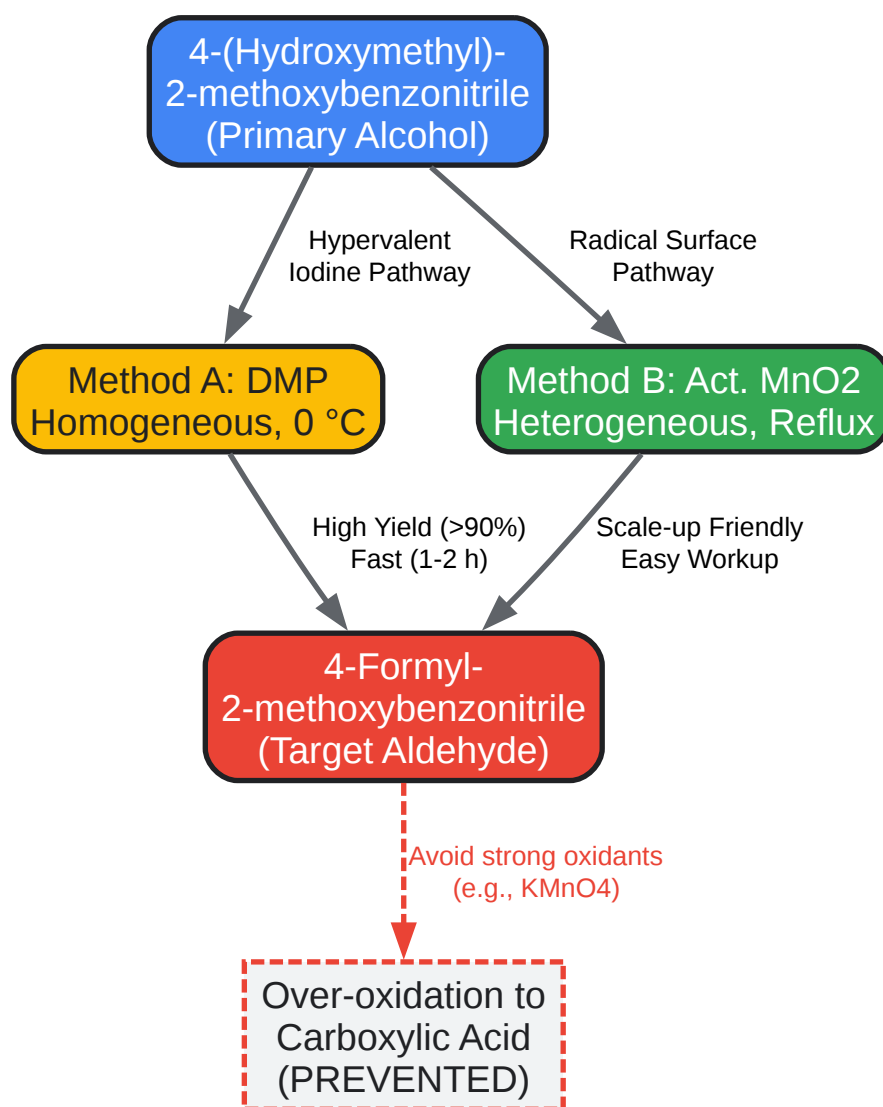 4-(Hydroxymethyl)-
2-methoxybenzonitrile
(Primary Alcohol)
Hypervalent
Iodine Pathway
Radical Surface
Pathway
Method A: DMP
Homogeneous, 0 °C
Method B: Act. MnO2
Heterogeneous, Reflux
High Yield (>90%)
Fast (1-2 h)
Scale-up Friendly
Easy Workup
4-Formyl-
2-methoxybenzonitrile
(Target Aldehyde)
Avoid strong oxidants
(e.g., KMnO4)
Over-oxidation to
Carboxylic Acid
(PREVENTED)